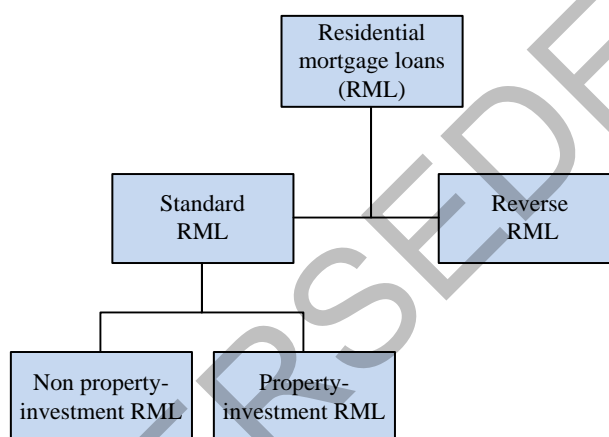 Residential
mortgage loans
(RML)
Standard
RML
Reverse
RML
Non property-
investment RML
Property-
investment RML